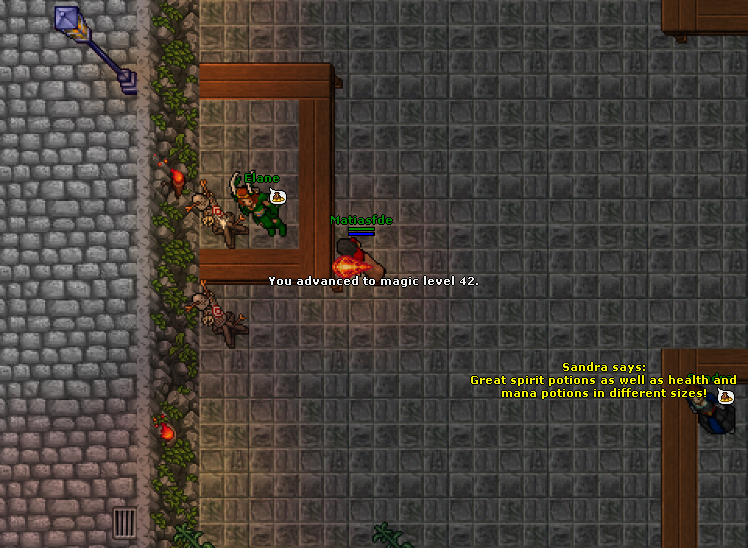 Elane
Matiasfde
You advanced to magic level 42.
Sandra says:
Great spirit potions as well as health and
mana potions in different sizes!